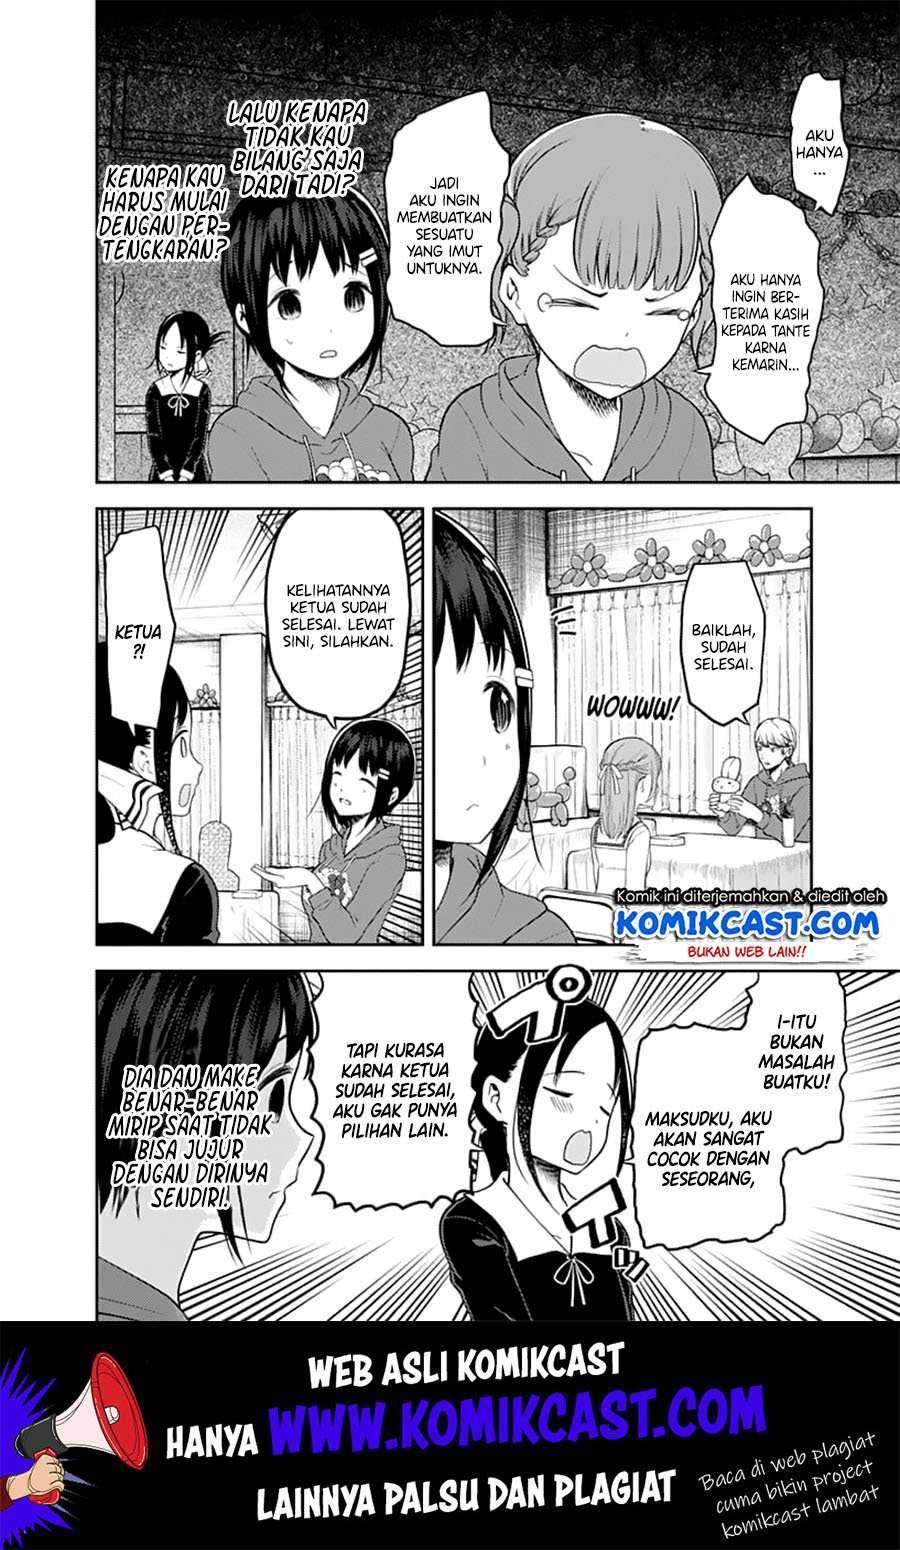 AKU
HANYA
...
AKU HANYA
INGIN BER-
TERIMA KASIH
KEPADA TANTE
KARNA
KEMARIN...
JADI
AKU INGIN
MEMBUATKAN
SESUATU
YANG IMUT
UNTUKNYA.
LALU KENAPA
TIDAK KAU
BILANG SAJA
DARI TADI?
KENAPA KAU
HARUS MULAI
DENGAN PER-
TENGKARAN?
BAIKLAH,
SUDAH
SELESAI.
WOWWW!
KELIHATANNYA
KETUA SUDAH
SELESAI. LEWAT
SINI, SILAHKAN.
KETUA
?!
Komik ini diterjemahkan & diedit oleh
KOMIKCAST.COM
BUKAN WEB LAIN!!
I-ITU
BUKAN
MASALAH
BUATKU!
MAKSUDKU, AKU
AKAN SANGAT
COCOK DENGAN
SESEORANG,
プイ
TAPI KURASA
KARNA KETUA
SUDAH SELESAI,
AKU GAK PUNYA
PILIHAN LAIN.
DIA DAN MAKE
BENAR-BENAR
MIRIP SAAT TIDAK
BISA JUJUR
DENGAN DIRINYA
SENDIRI.
WEB ASLI KOMIKCAST
HANYA WWW.KOMIKCAST.COM
LAINNYA PALSU DAN PLAGIAT
Baca di web plagiat
cuma bikin project
komikcast lambat